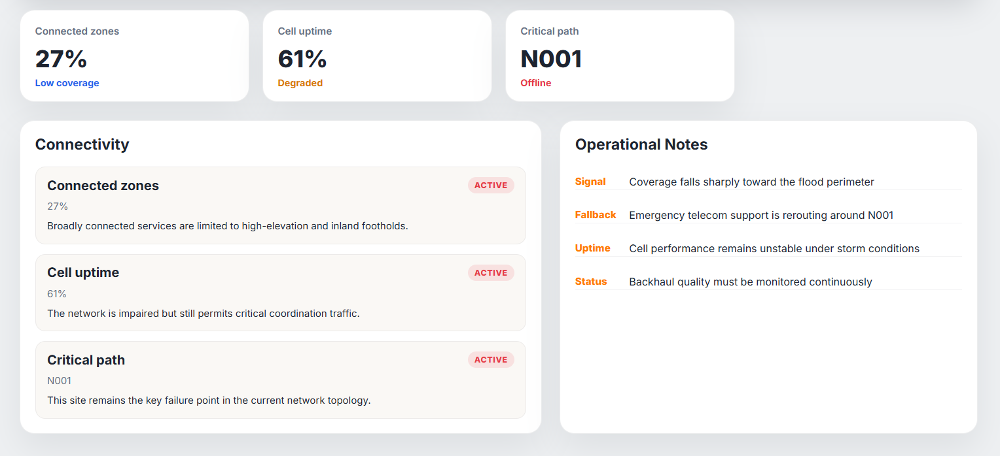 Connected zones
27%
Low coverage
Cell uptime
61%
Degraded
Critical path
N001
Offline
Connectivity
Connected zones
ACTIVE
27%
Broadly connected services are limited to high-elevation and inland footholds.
Cell uptime
ACTIVE
61%
The network is impaired but still permits critical coordination traffic.
Critical path
ACTIVE
N001
This site remains the key failure point in the current network topology.
Operational Notes
Signal Coverage falls sharply toward the flood perimeter
Fallback Emergency telecom support is rerouting around N001
Uptime Cell performance remains unstable under storm conditions
Status Backhaul quality must be monitored continuously